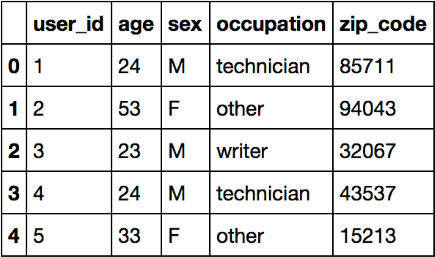 user_id age sex occupation zip_code
0 1 24 M technician 85711
1 2 53 F other 94043
2 3 23 M writer 32067
3 4 24 M technician 43537
4 5 33 F other 15213